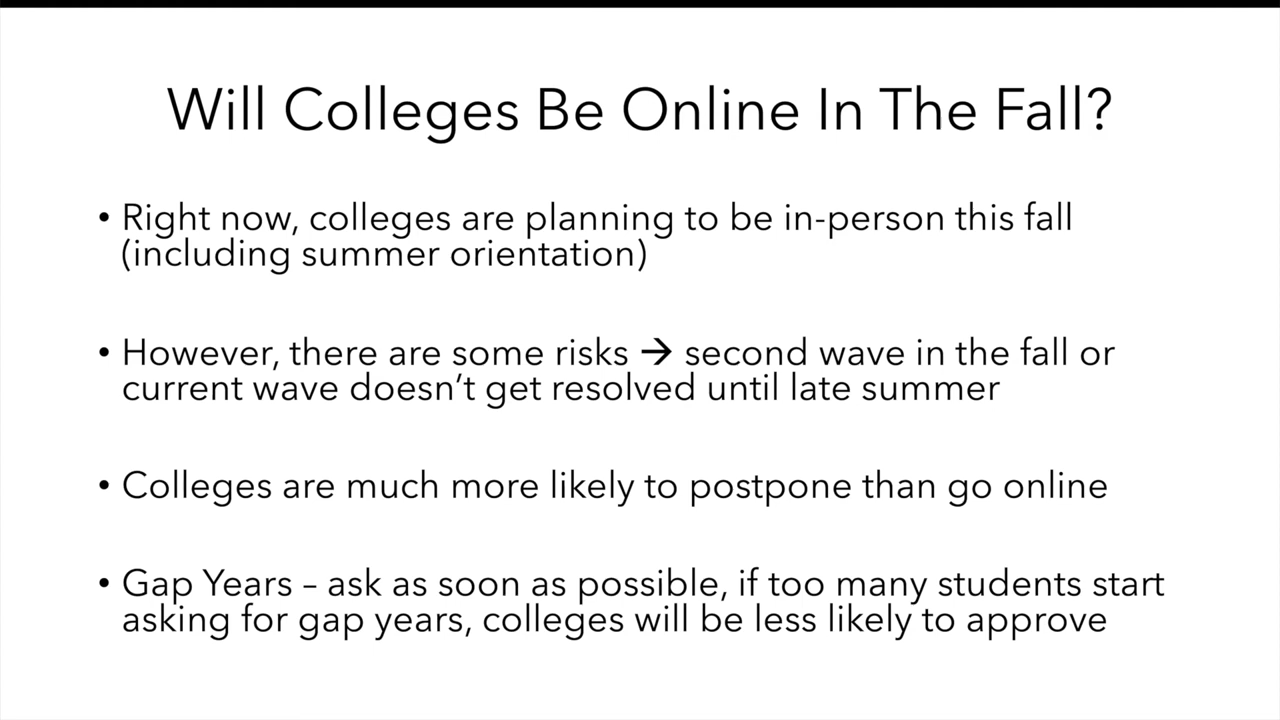 Will Colleges Be Online In The Fall?
• Right now, colleges are planning to be in-person this fall
(including summer orientation)
• However, there are some risks → second wave in the fall or
current wave doesn’t get resolved until late summer
• Colleges are much more likely to postpone than go online
• Gap Years – ask as soon as possible, if too many students start
asking for gap years, colleges will be less likely to approve